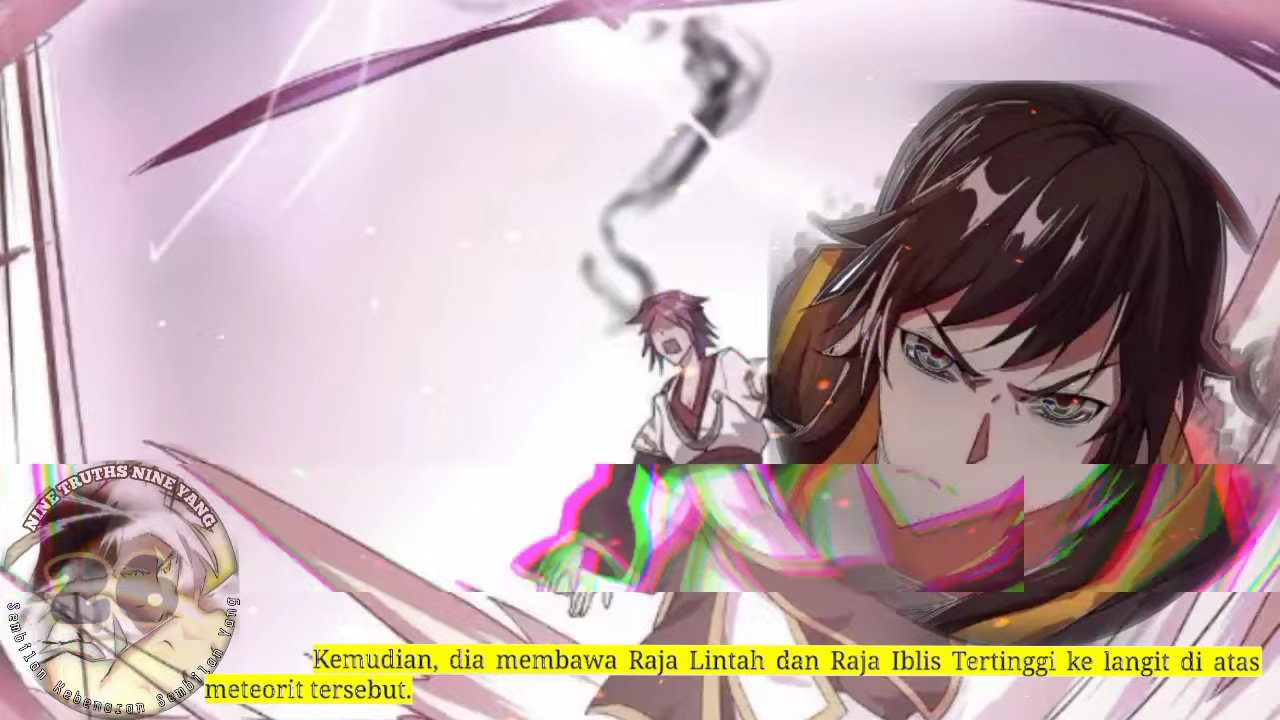 NINE TRUTHS NINE YANG
Sembilan Kebenaran Sembilan Yang
Kemudian, dia membawa Raja Lintah dan Raja Iblis Tertinggi ke langit di atas
meteorit tersebut.